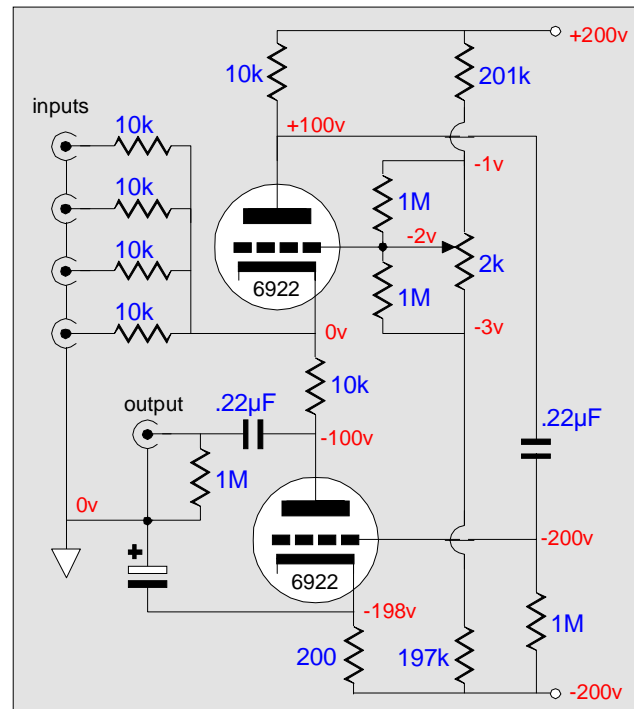 +200v
10k
201k
inputs
10k
+100v
-1v
10k
1M
-2v
10k
1M
2k
6922
10k
0v
-3v
10k
output
.22µF
.22µF
-100v
1M
0v
-200v
+
6922
-198v
1M
200
197k
-200v